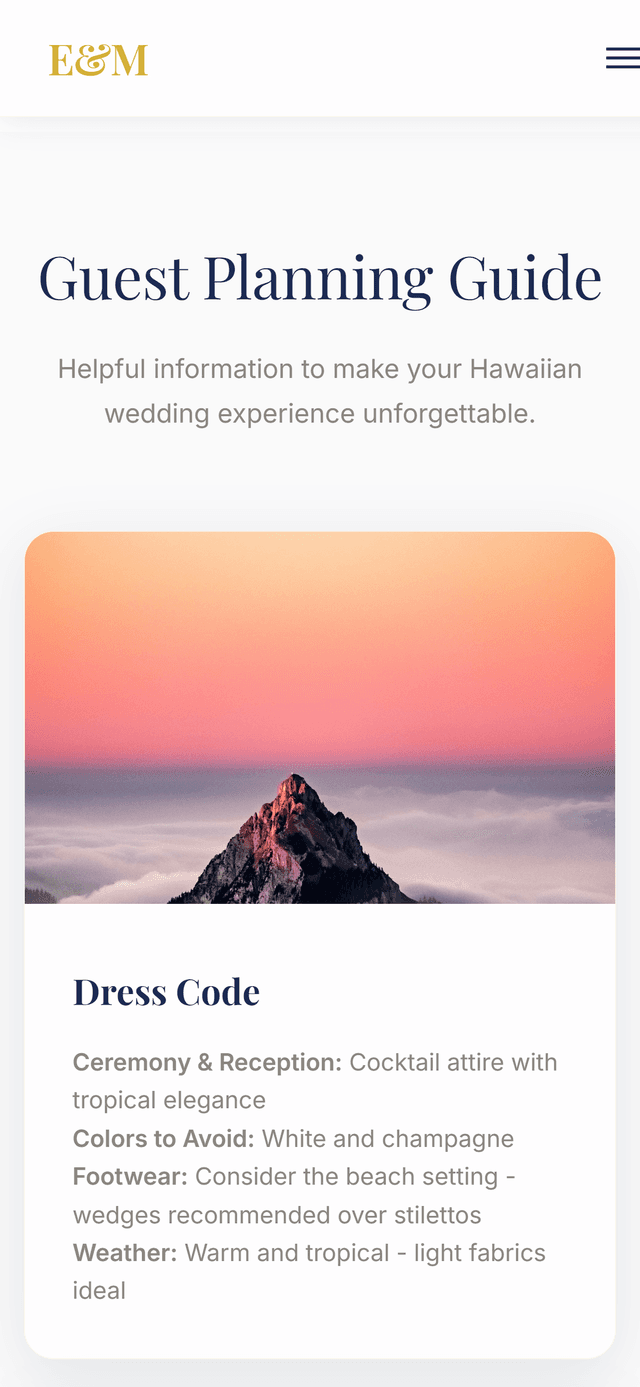 E&M
Guest Planning Guide
Helpful information to make your Hawaiian
wedding experience unforgettable.
Dress Code
Ceremony & Reception: Cocktail attire with
tropical elegance
Colors to Avoid: White and champagne
Footwear: Consider the beach setting -
wedges recommended over stilettos
Weather: Warm and tropical - light fabrics
ideal